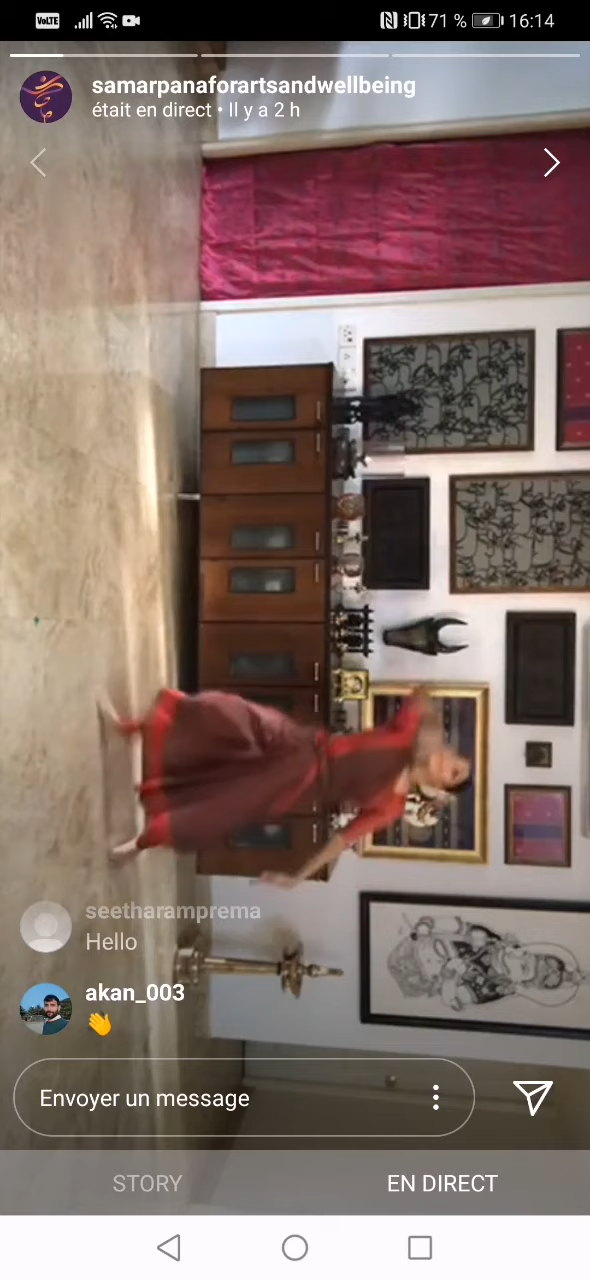 VoLTE
71 %
16:14
samarpanaforartsandwellbeing
était en direct • Il y a 2 h
seetharamprema
Hello
akan_003
👋
Envoyer un message
STORY
EN DIRECT